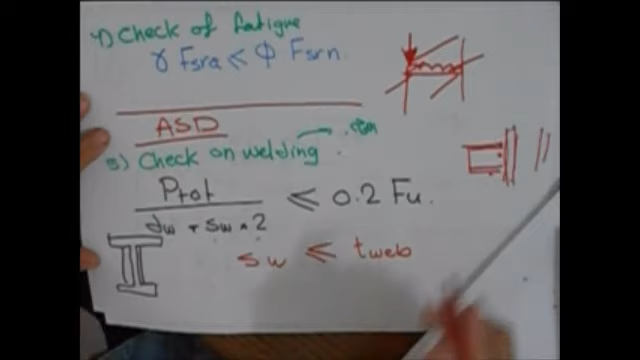 4) Check of fatigue
γ Fsra ≤ Φ Fsrn
ASD
5) Check on welding
Ptot
dw * sw * 2
≤ 0.2 Fu.
sw ≤ tweb